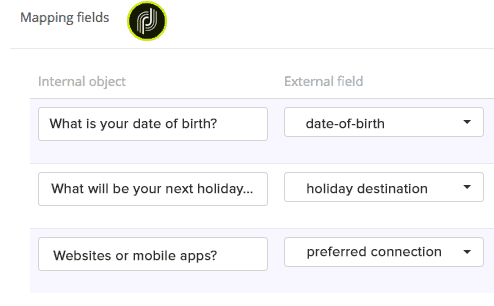 Mapping fields
Internal object External field
What is your date of birth? date-of-birth
What will be your next holiday... holiday destination
Websites or mobile apps? preferred connection